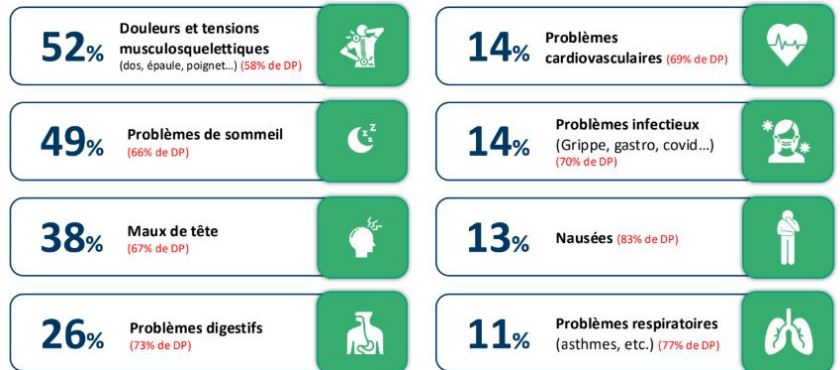 52%
Douleurs et tensions
musculosquelettiques
(dos, épaule, poignet...) (58% de DP)
49%
Problèmes de sommeil
(66% de DP)
38%
Maux de tête
(67% de DP)
26%
Problèmes digestifs
(73% de DP)
14%
Problèmes
cardiovasculaires (69% de DP)
14%
Problèmes infectieux
(Grippe, gastro, covid...)
(70% de DP)
13%
Nausées (83% de DP)
11%
Problèmes respiratoires
(asthmes, etc.) (77% de DP)